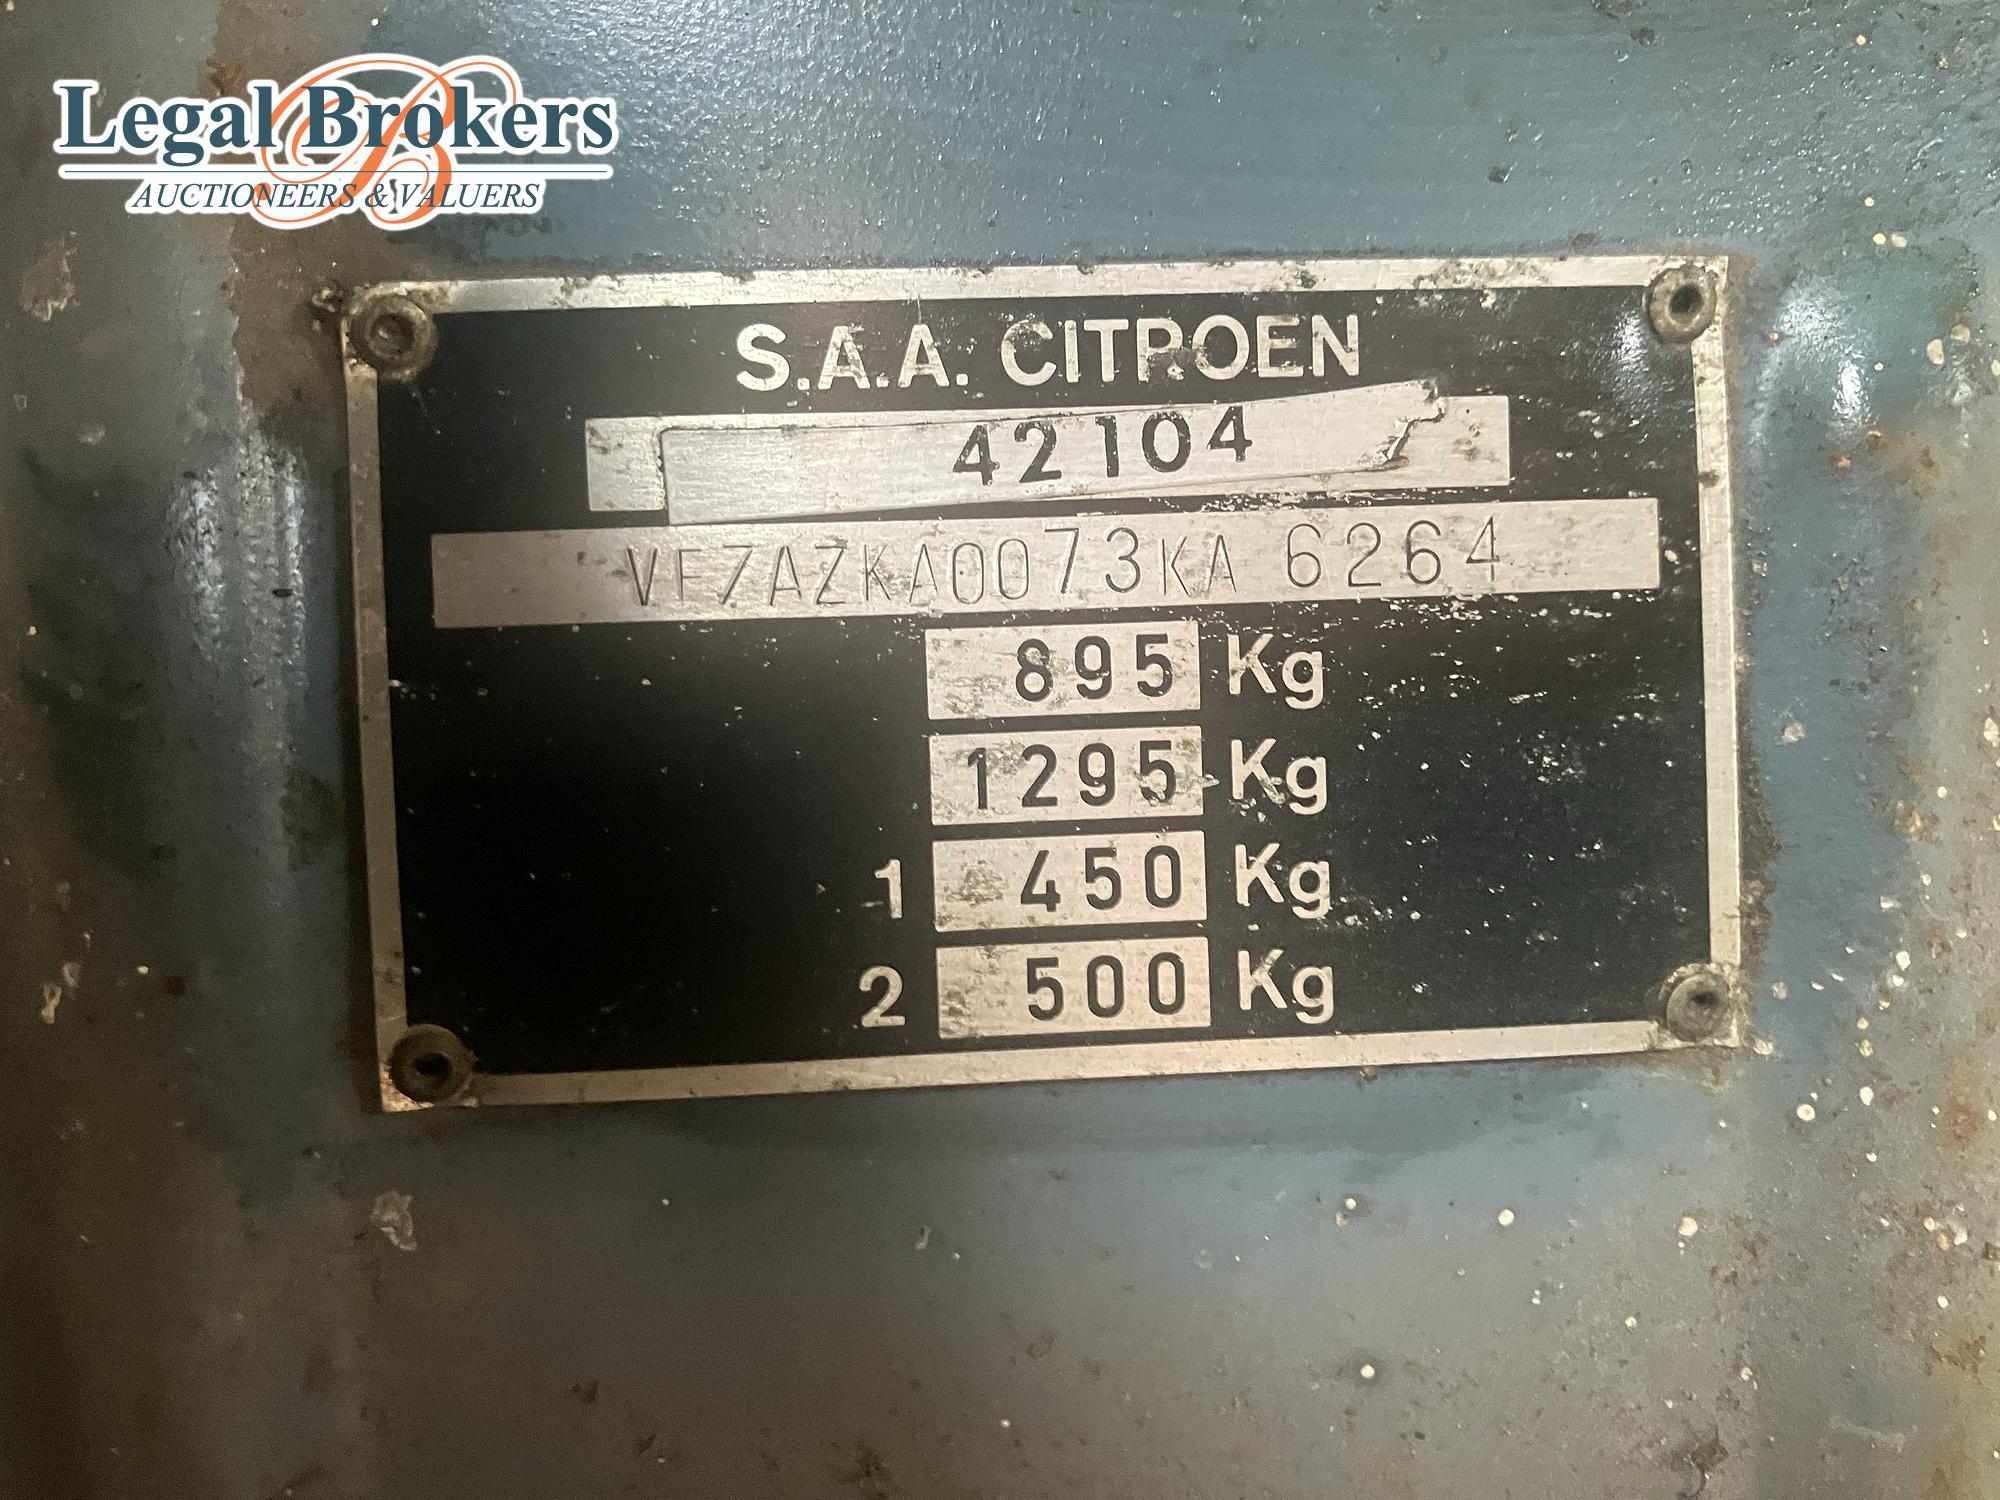 Legal Brokers
AUCTIONEERS & VALUERS
S.A.A. CITROEN
42104
VF7AZKA0073KA 6264
895 Kg
1295 Kg
1 450 Kg
2 500 Kg